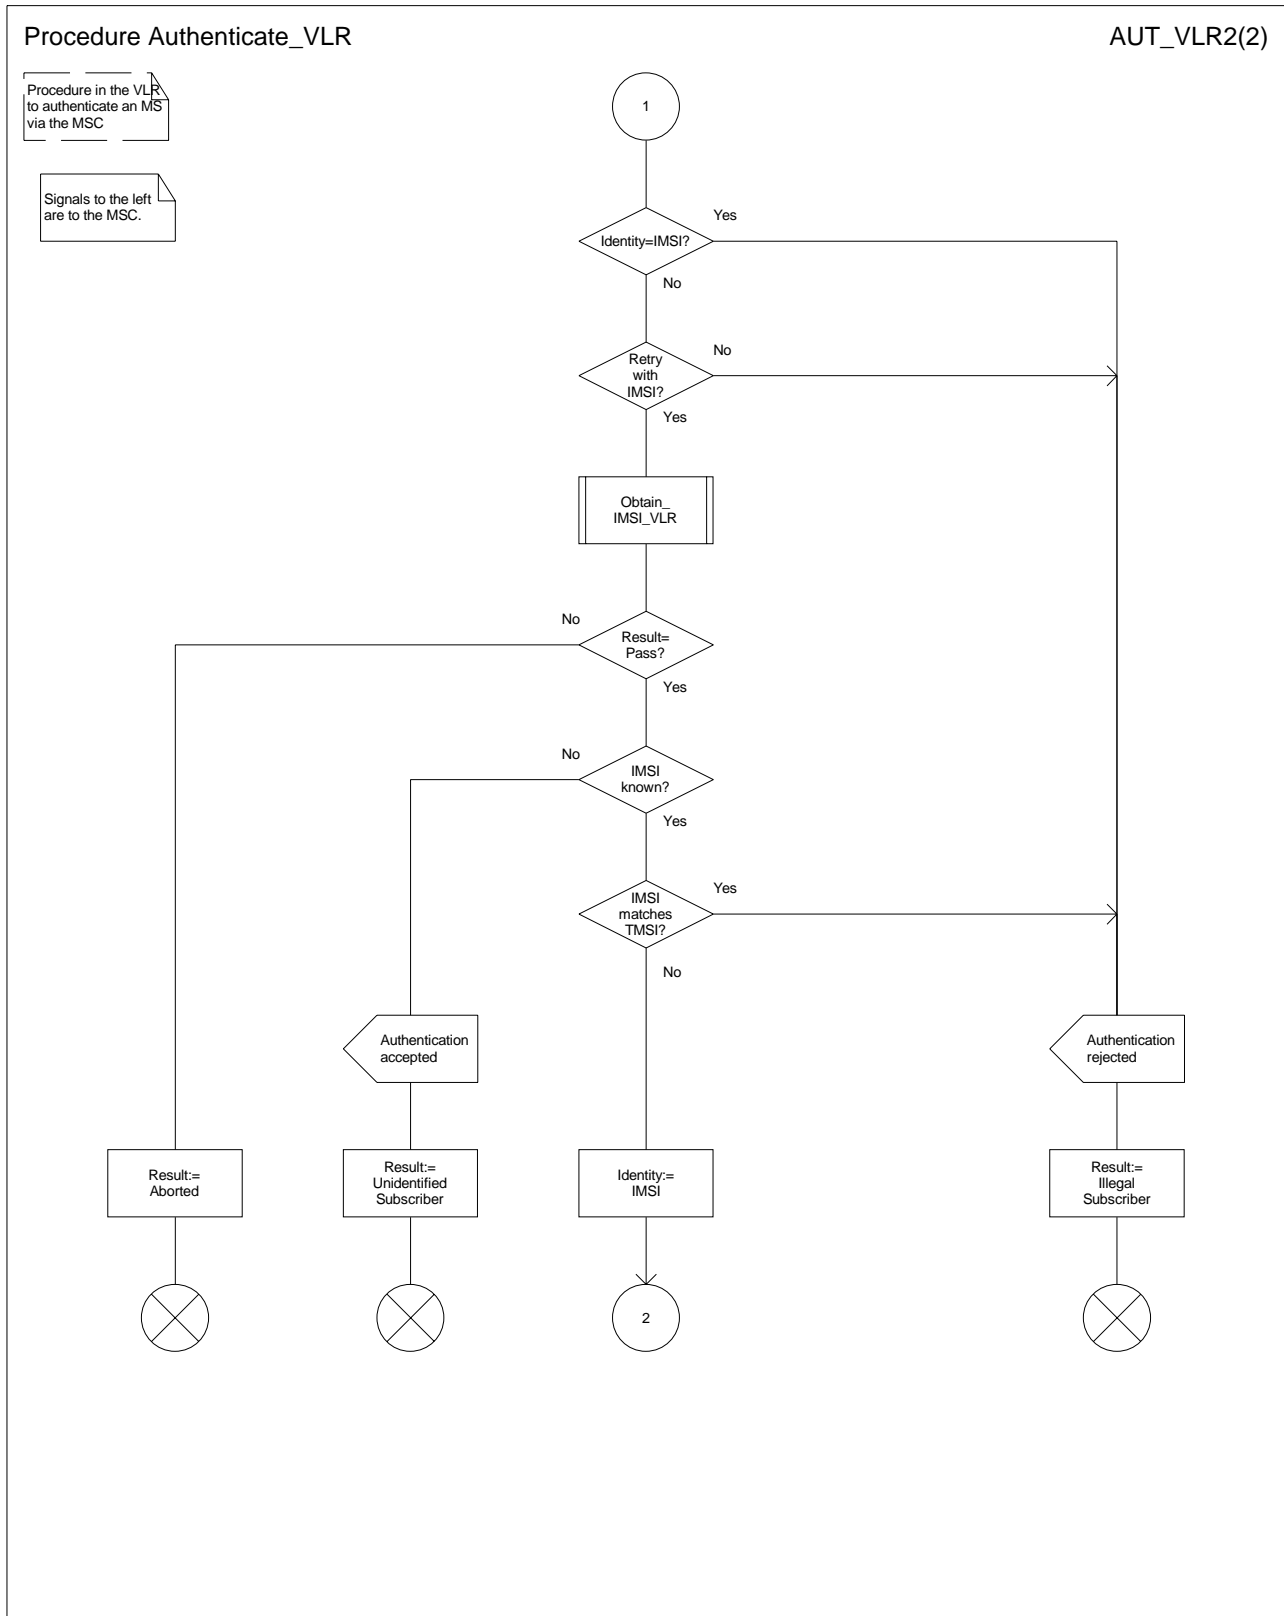 Procedure Authenticate_VLR
AUT_VLR2(2)
Procedure in the VLR
to authenticate an MS
via the MSC
Signals to the left
are to the MSC.
1
Yes
Identity=IMSI?
No
No
Retry
with
IMSI?
Yes
Obtain_
IMSI_VLR
No
Result=
Pass?
Yes
No
IMSI
known?
Yes
Yes
IMSI
matches
TMSI?
No
Authentication
accepted
Authentication
rejected
Result:=
Aborted
Result:=
Unidentified
Subscriber
Identity:=
IMSI
Result:=
Illegal
Subscriber
2